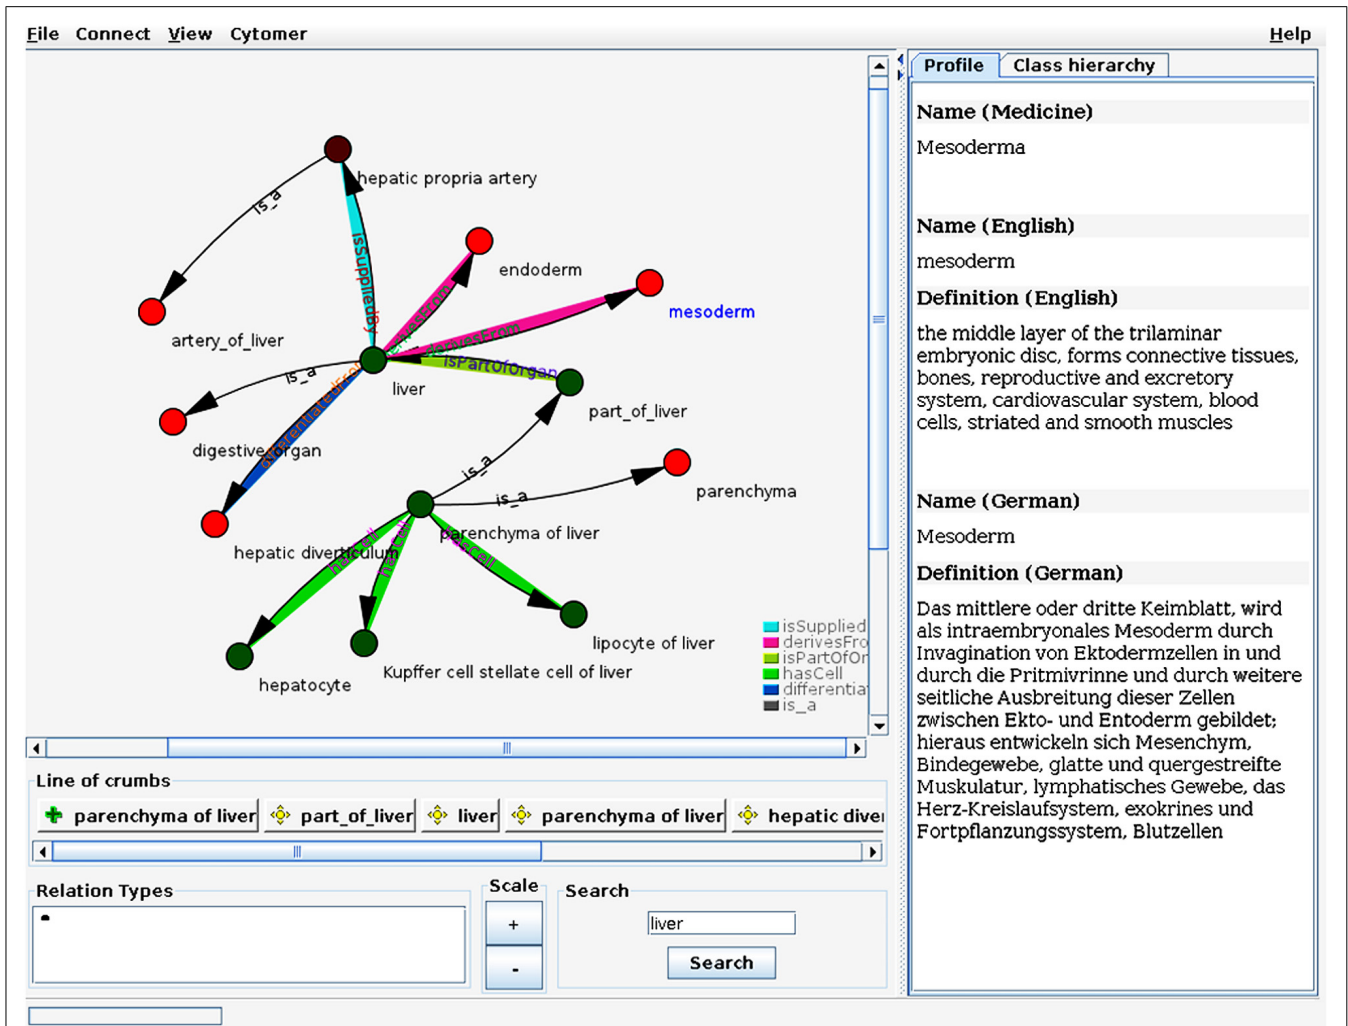 File Connect View Cytomer Help
Profile Class hierarchy
Name (Medicine)
Mesoderma
Name (English)
mesoderm
Definition (English)
the middle layer of the trilaminar
embryonic disc, forms connective tissues,
bones, reproductive and excretory
system, cardiovascular system, blood
cells, striated and smooth muscles
Name (German)
Mesoderm
Definition (German)
Das mittlere oder dritte Keimblatt, wird
als intraembryonales Mesoderm durch
Invagination von Ektodermzellen in und
durch die Pritmivrinne und durch weitere
seitliche Ausbreitung dieser Zellen
zwischen Ekto- und Entoderm gebildet;
hieraus entwickeln sich Mesenchym,
Bindegewebe, glatte und quergestreifte
Muskulatur, lymphatisches Gewebe, das
Herz-Kreislaufsystem, exokrines und
Fortpflanzungssystem, Blutzellen
hepatic propria artery
is_a
isSuppliedBy
endoderm
mesoderm
artery_of_liver
derivesFrom
isPartOfOrgan
is_a
liver
part_of_liver
digestive organ
is_a
parenchyma
is_a
parenchyma of liver
hepatic diverticulum
hasCell
lipocyte of liver
Kupffer cell stellate cell of liver
hepatocyte
isSupplied
derivesFro
isPartOfOr
hasCell
differentia
is_a
Line of crumbs
parenchyma of liver part_of_liver liver parenchyma of liver hepatic diver
Relation Types
Scale
+
-
Search
liver
Search